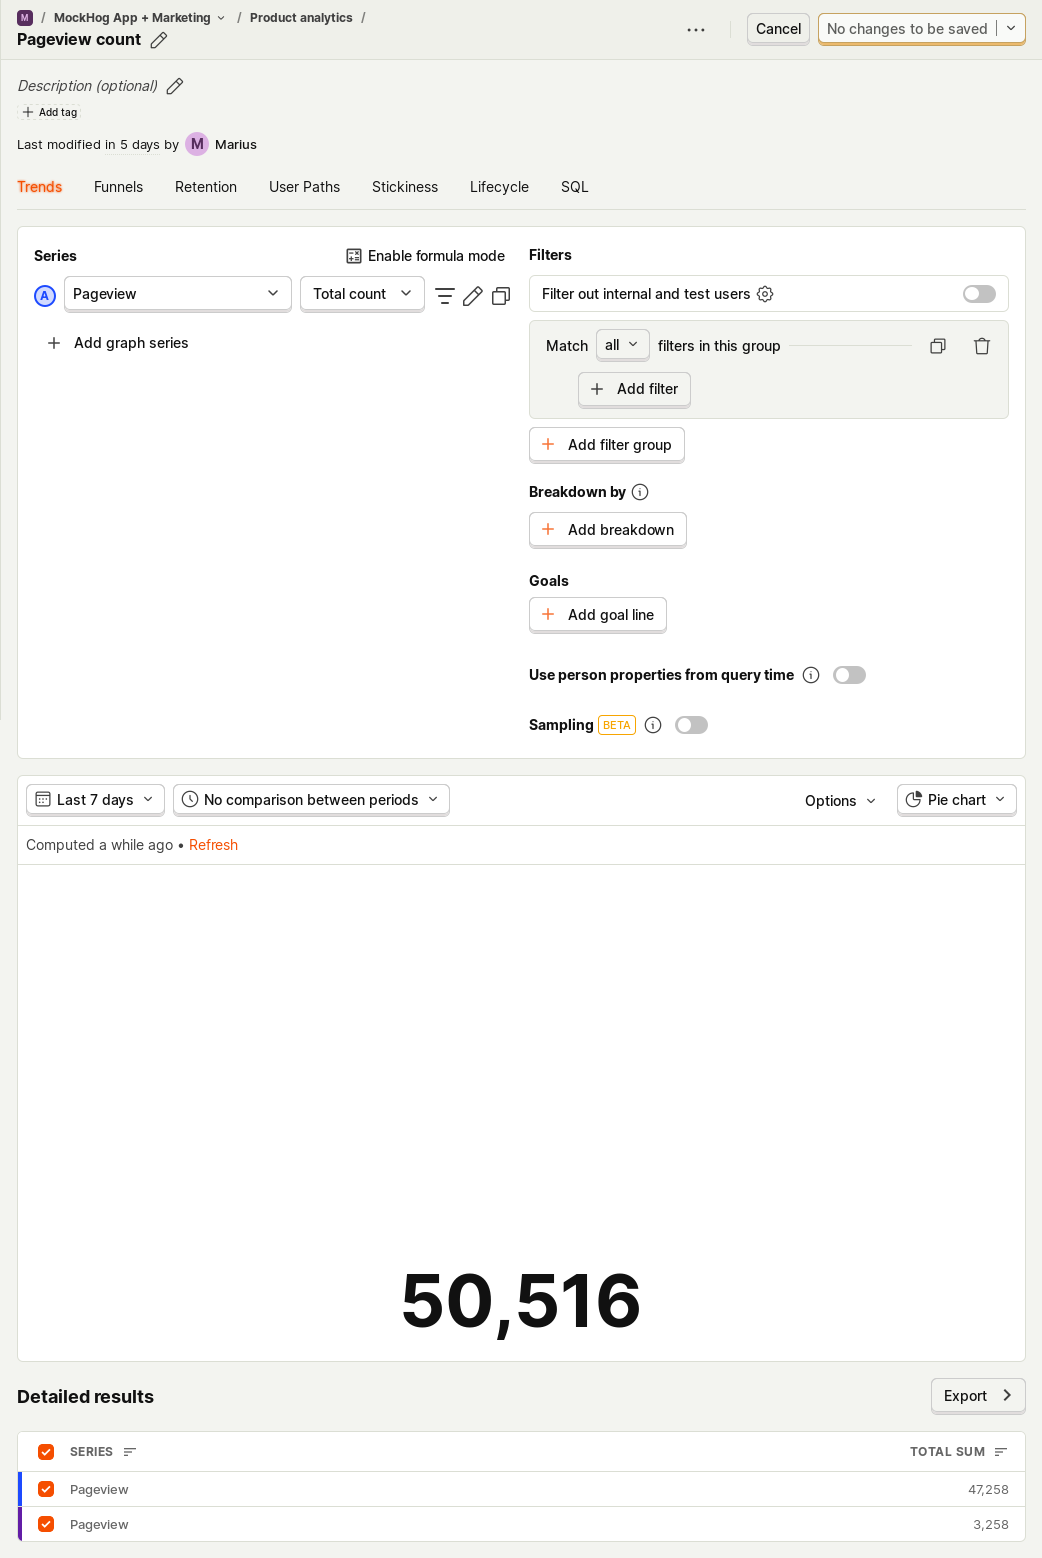 M / MockHog App + Marketing / Product analytics /
Pageview count
Cancel
No changes to be saved
Description (optional)
Add tag
Last modified in 5 days by M Marius
Trends Funnels Retention User Paths Stickiness Lifecycle SQL
Series
Enable formula mode
A Pageview Total count
Add graph series
Filters
Filter out internal and test users
Match all filters in this group
Add filter
Add filter group
Breakdown by
Add breakdown
Goals
Add goal line
Use person properties from query time
Sampling BETA
Last 7 days No comparison between periods Options Pie chart
Computed a while ago • Refresh
50,516
Detailed results
Export
SERIES TOTAL SUM
Pageview 47,258
Pageview 3,258